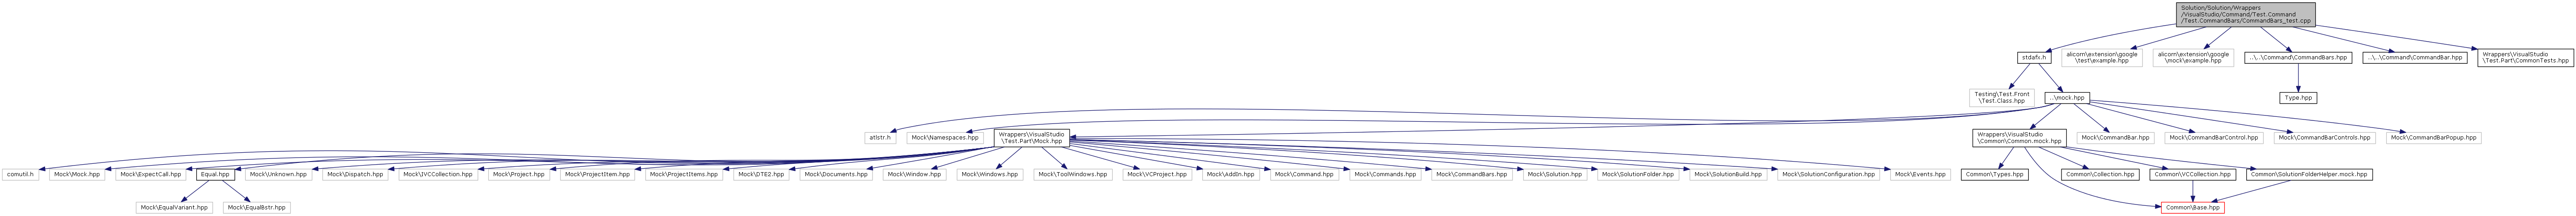 Solution/Solution/Wrappers
/VisualStudio/Command/Test.Command
/Test.CommandBars/CommandBars_test.cpp
stdafx.h
alicorn\extension\google
\test\example.hpp
alicorn\extension\google
\mock\example.hpp
..\..\Command\CommandBars.hpp
..\..\Command\CommandBar.hpp
Wrappers\VisualStudio
\Test.Part\CommonTests.hpp
Testing\Test.Front
\Test.Class.hpp
..\mock.hpp
Type.hpp
atlstr.h
Mock\Namespaces.hpp
Wrappers\VisualStudio
\Test.Part\Mock.hpp
Wrappers\VisualStudio
\Common\Common.mock.hpp
Mock\CommandBar.hpp
Mock\CommandBarControl.hpp
Mock\CommandBarControls.hpp
Mock\CommandBarPopup.hpp
comutil.h
Mock\Mock.hpp
Mock\ExpectCall.hpp
Equal.hpp
Mock\Unknown.hpp
Mock\Dispatch.hpp
Mock\IVCCollection.hpp
Mock\Project.hpp
Mock\ProjectItem.hpp
Mock\ProjectItems.hpp
Mock\DTE2.hpp
Mock\Documents.hpp
Mock\Window.hpp
Mock\Windows.hpp
Mock\ToolWindows.hpp
Mock\VCProject.hpp
Mock\AddIn.hpp
Mock\Command.hpp
Mock\Commands.hpp
Mock\CommandBars.hpp
Mock\Solution.hpp
Mock\SolutionFolder.hpp
Mock\SolutionBuild.hpp
Mock\SolutionConfiguration.hpp
Mock\Events.hpp
Common\Types.hpp
Common\Collection.hpp
Common\VCCollection.hpp
Common\SolutionFolderHelper.mock.hpp
Mock\EqualVariant.hpp
Mock\EqualBstr.hpp
Common\Base.hpp